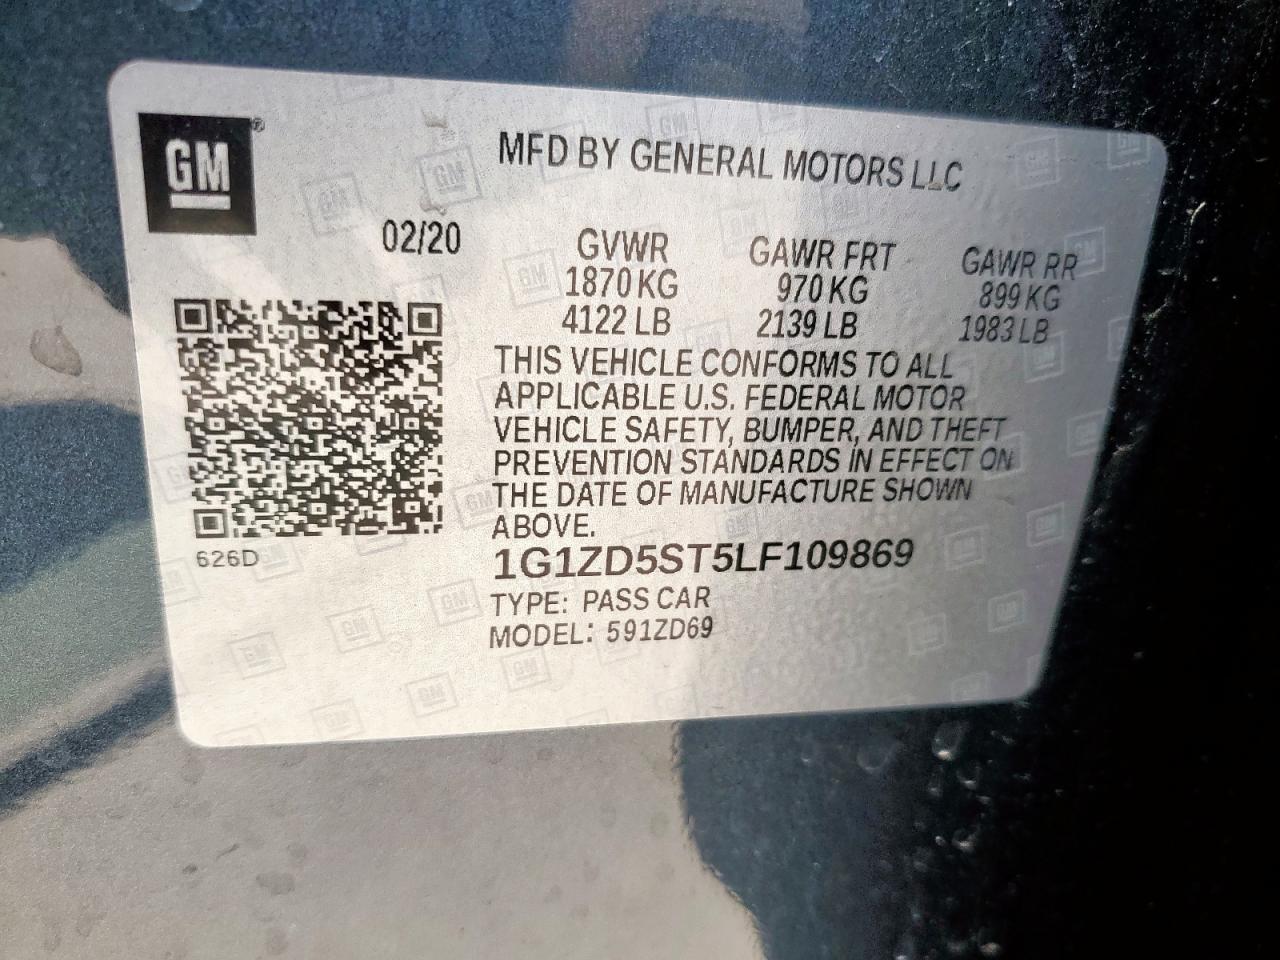 GM®
MFD BY GENERAL MOTORS LLC
02/20
GVWR GAWR FRT GAWR RR
1870 KG 970 KG 899 KG
4122 LB 2139 LB 1983 LB
THIS VEHICLE CONFORMS TO ALL
APPLICABLE U.S. FEDERAL MOTOR
VEHICLE SAFETY, BUMPER, AND THEFT
PREVENTION STANDARDS IN EFFECT ON
THE DATE OF MANUFACTURE SHOWN
ABOVE.
626D
1G1ZD5ST5LF109869
TYPE: PASS CAR
MODEL: 591ZD69